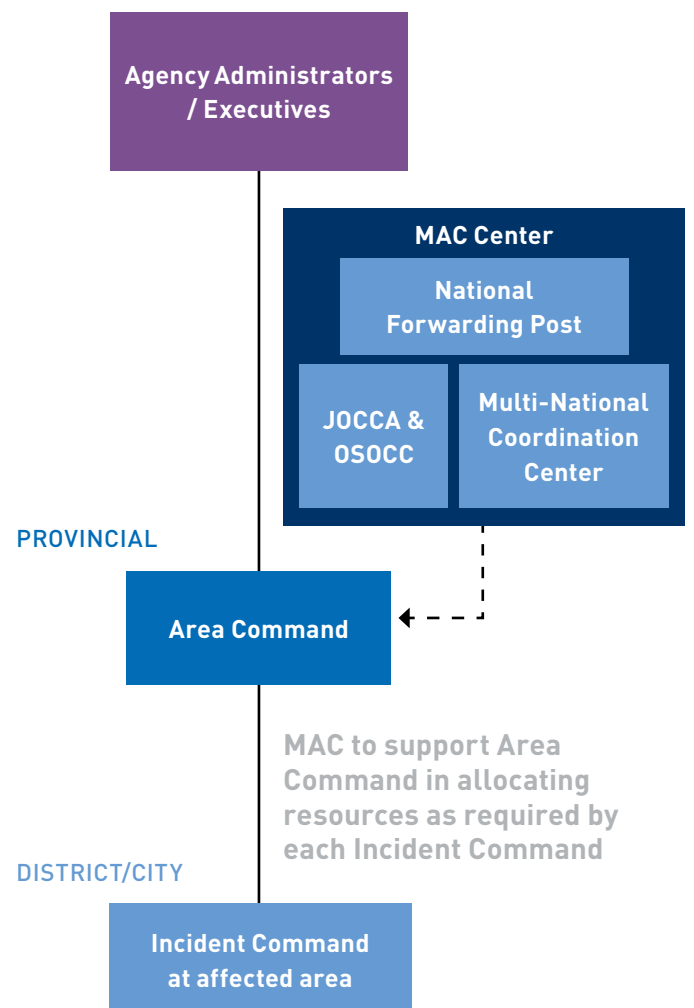 Agency Administrators
/ Executives
MAC Center
National
Forwarding Post
JOCCA &
OSOCC
Multi-National
Coordination
Center
PROVINCIAL
Area Command
MAC to support Area
Command in allocating
resources as required by
each Incident Command
DISTRICT/CITY
Incident Command
at affected area